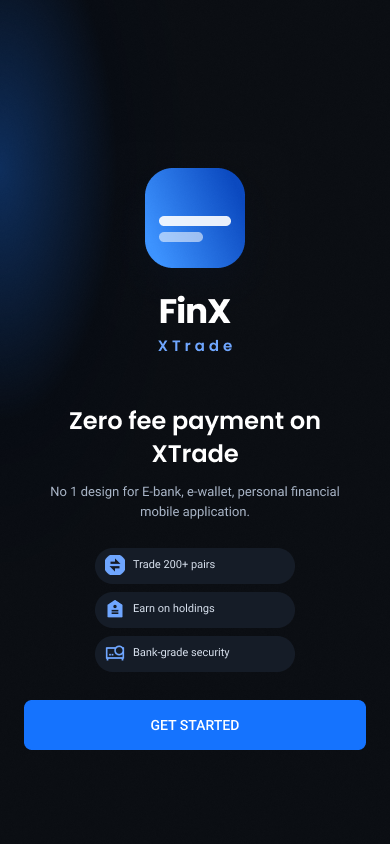 FinX
XTrade
Zero fee payment on
XTrade
No 1 design for E-bank, e-wallet, personal financial
mobile application.
Trade 200+ pairs
Earn on holdings
Bank-grade security
GET STARTED